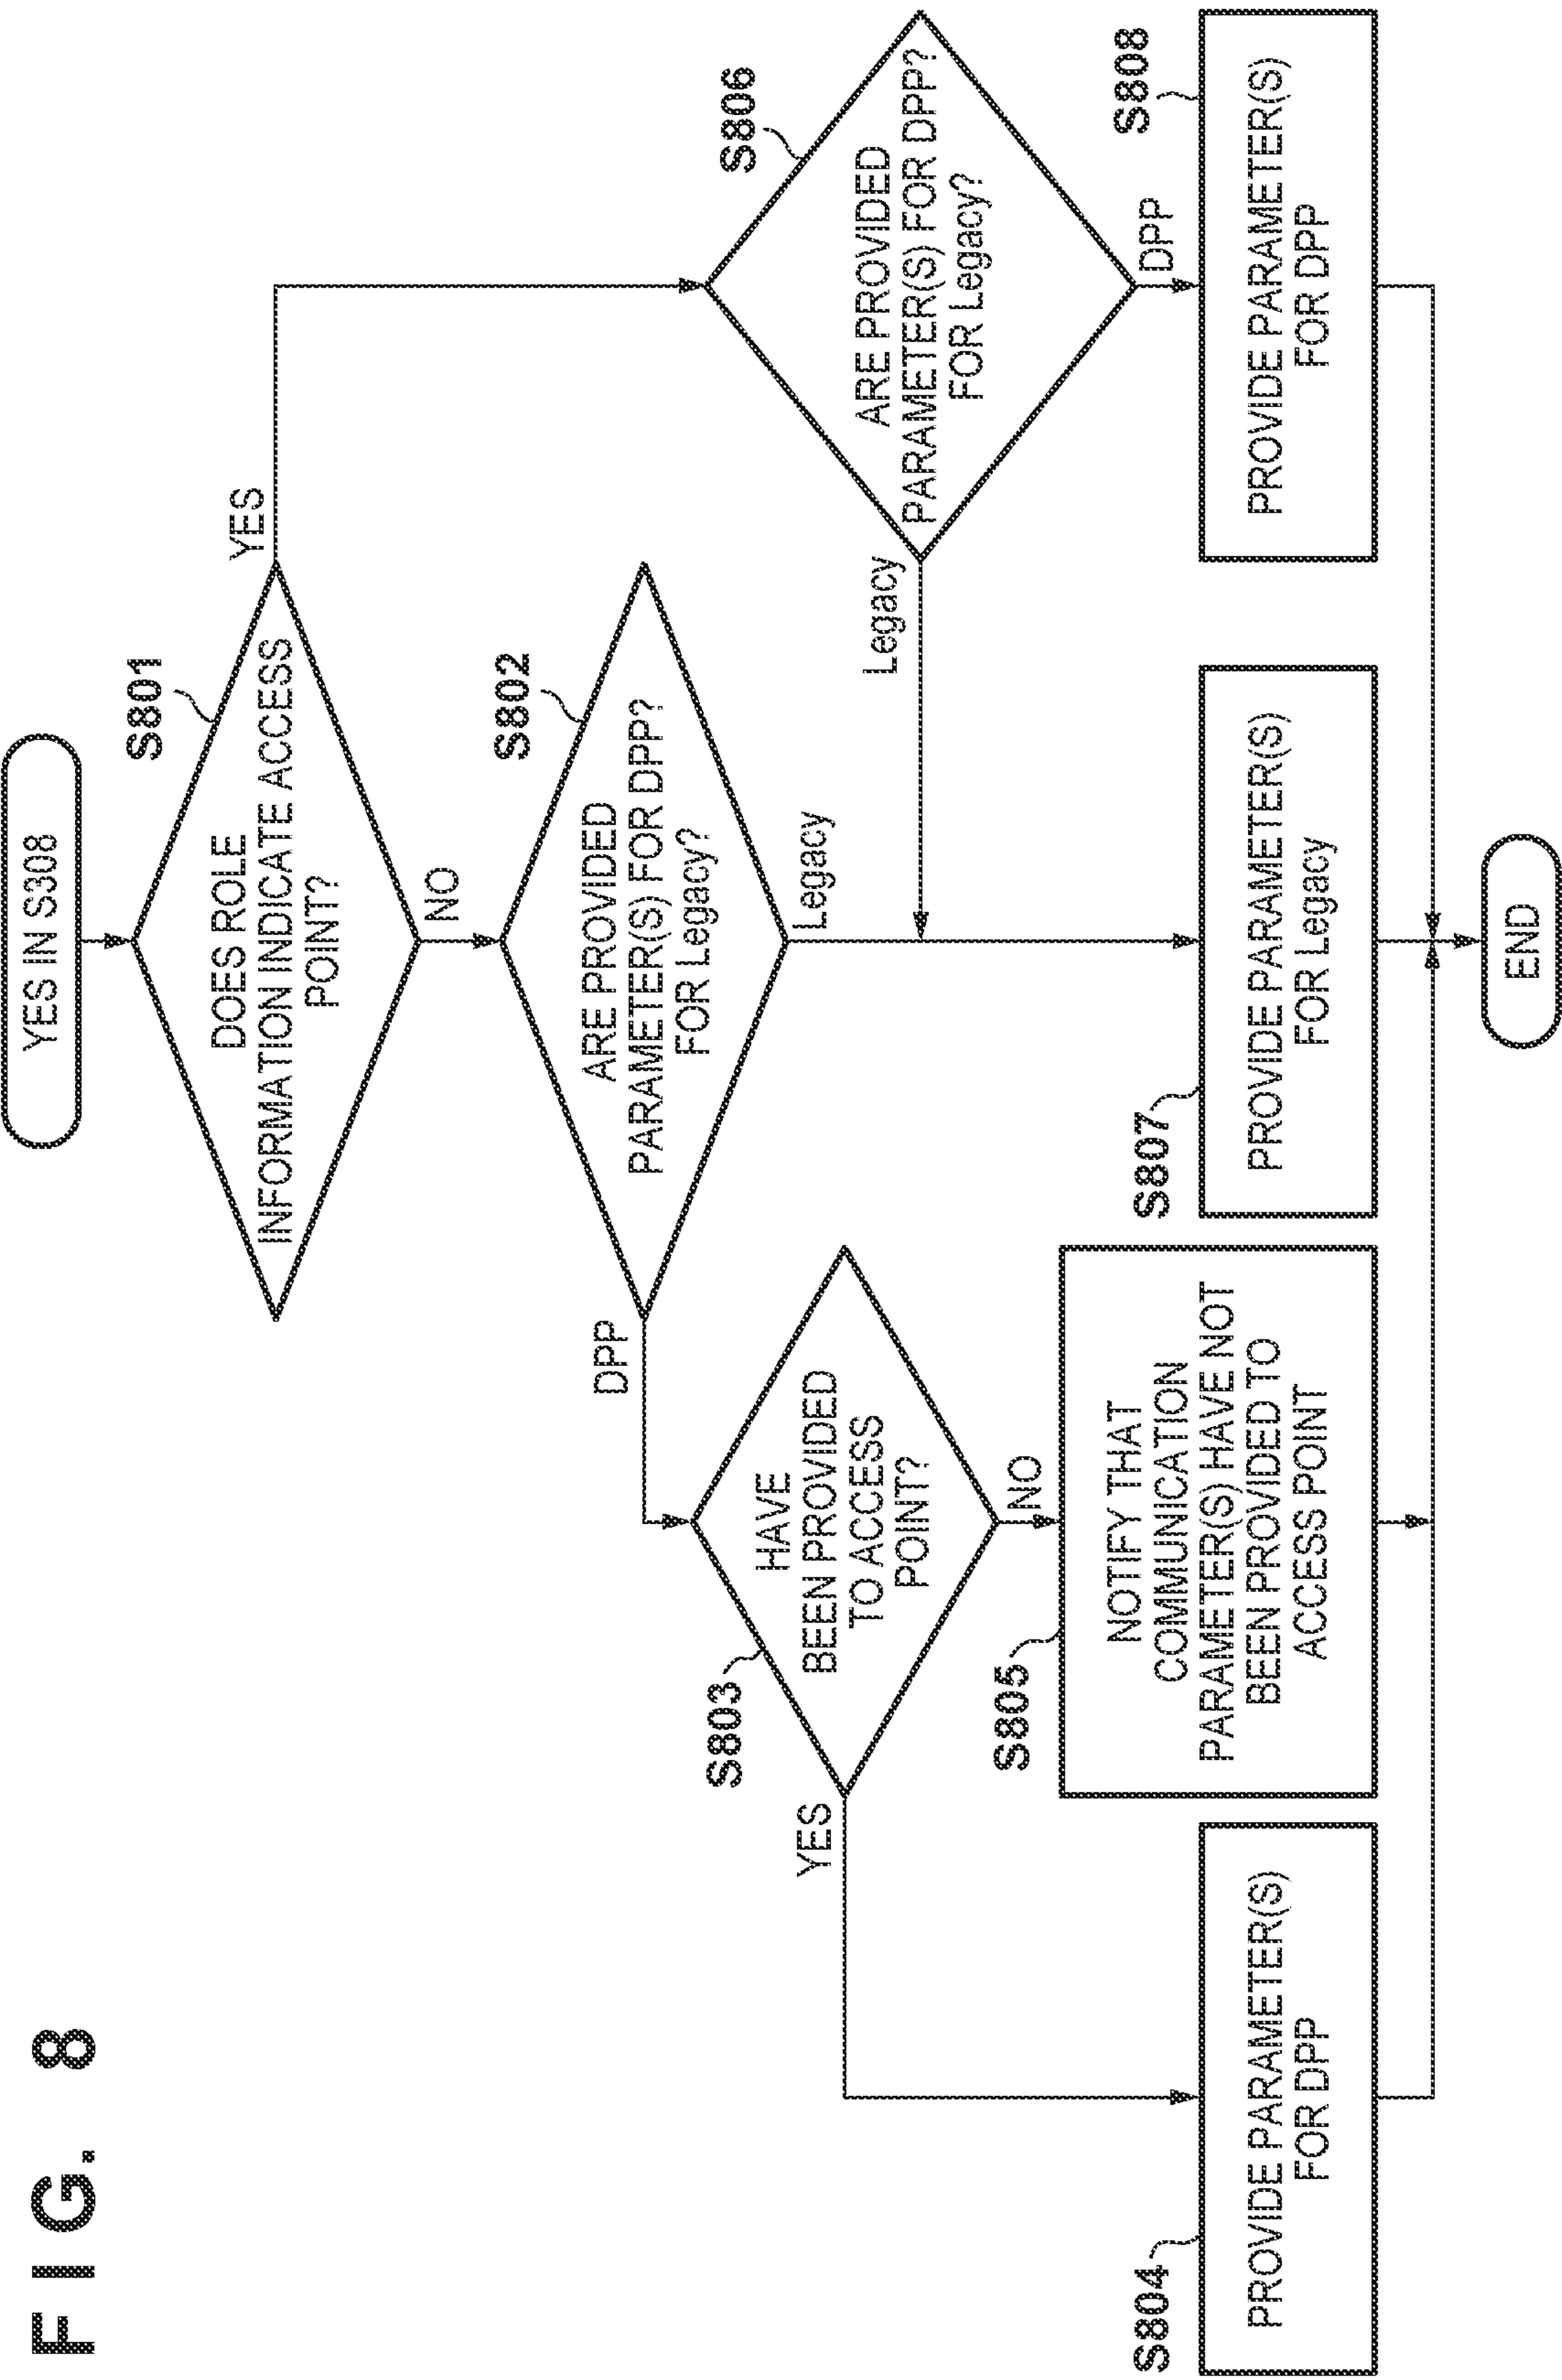 FIG. 8
YES IN S308
S801
DOES ROLE
INFORMATION INDICATE ACCESS
POINT?
YES
NO
S802
ARE PROVIDED
PARAMETER(S) FOR DPP?
FOR Legacy?
DPP
Legacy
S803
HAVE
BEEN PROVIDED
TO ACCESS
POINT?
YES
NO
S806
ARE PROVIDED
PARAMETER(S) FOR DPP?
FOR Legacy?
Legacy
DPP
S804
PROVIDE PARAMETER(S)
FOR DPP
S805
NOTIFY THAT
COMMUNICATION
PARAMETER(S) HAVE NOT
BEEN PROVIDED TO
ACCESS POINT
S807
PROVIDE PARAMETER(S)
FOR Legacy
S808
PROVIDE PARAMETER(S)
FOR DPP
END